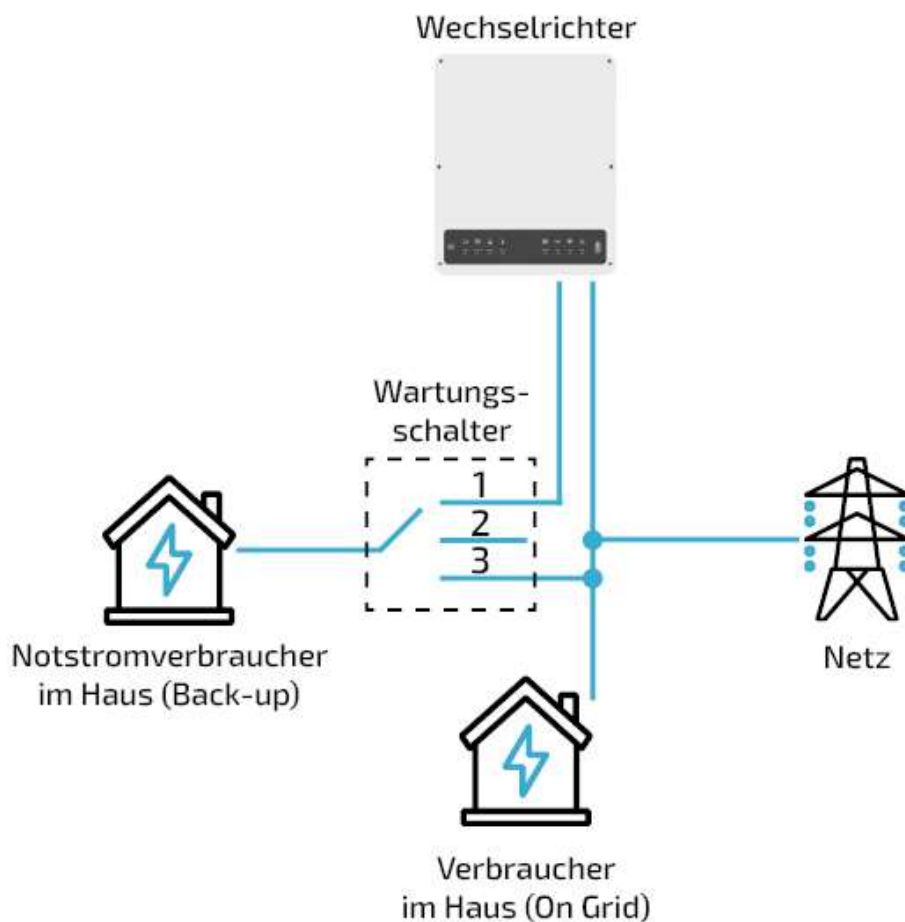 Wechselrichter
Wartungs-
schalter
1
2
3
Notstromverbraucher
im Haus (Back-up)
Netz
Verbraucher
im Haus (On Grid)